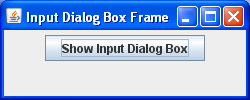 Input Dialog Box Frame
Show Input Dialog Box